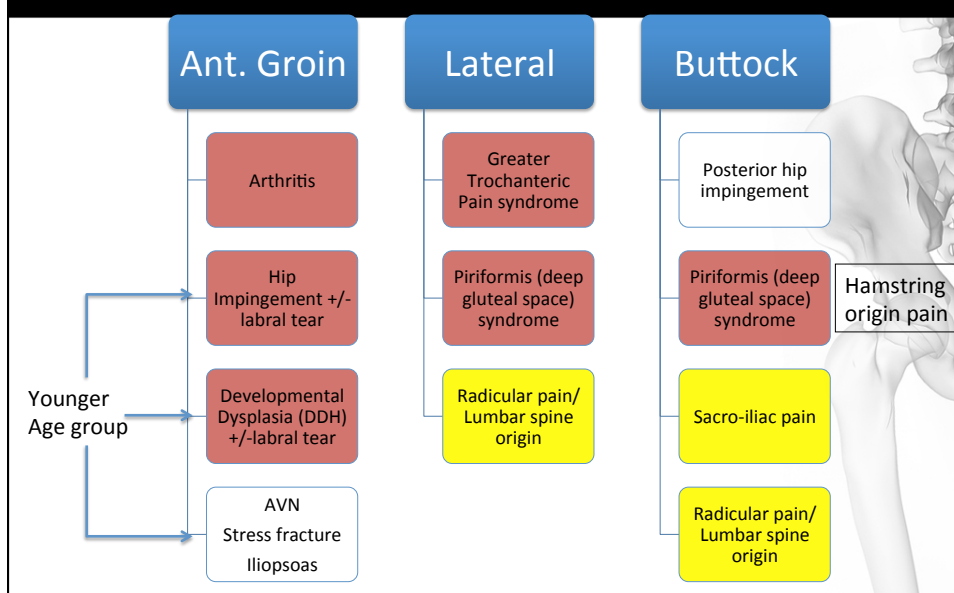 Ant. Groin
Arthritis
Hip
Impingement +/-
labral tear
Developmental
Dysplasia (DDH)
+/-labral tear
AVN
Stress fracture
Iliopsoas
Younger
Age group
Lateral
Greater
Trochanteric
Pain syndrome
Piriformis (deep
gluteal space)
syndrome
Radicular pain/
Lumbar spine
origin
Buttock
Posterior hip
impingement
Piriformis (deep
gluteal space)
syndrome
Hamstring
origin pain
Sacro-iliac pain
Radicular pain/
Lumbar spine
origin